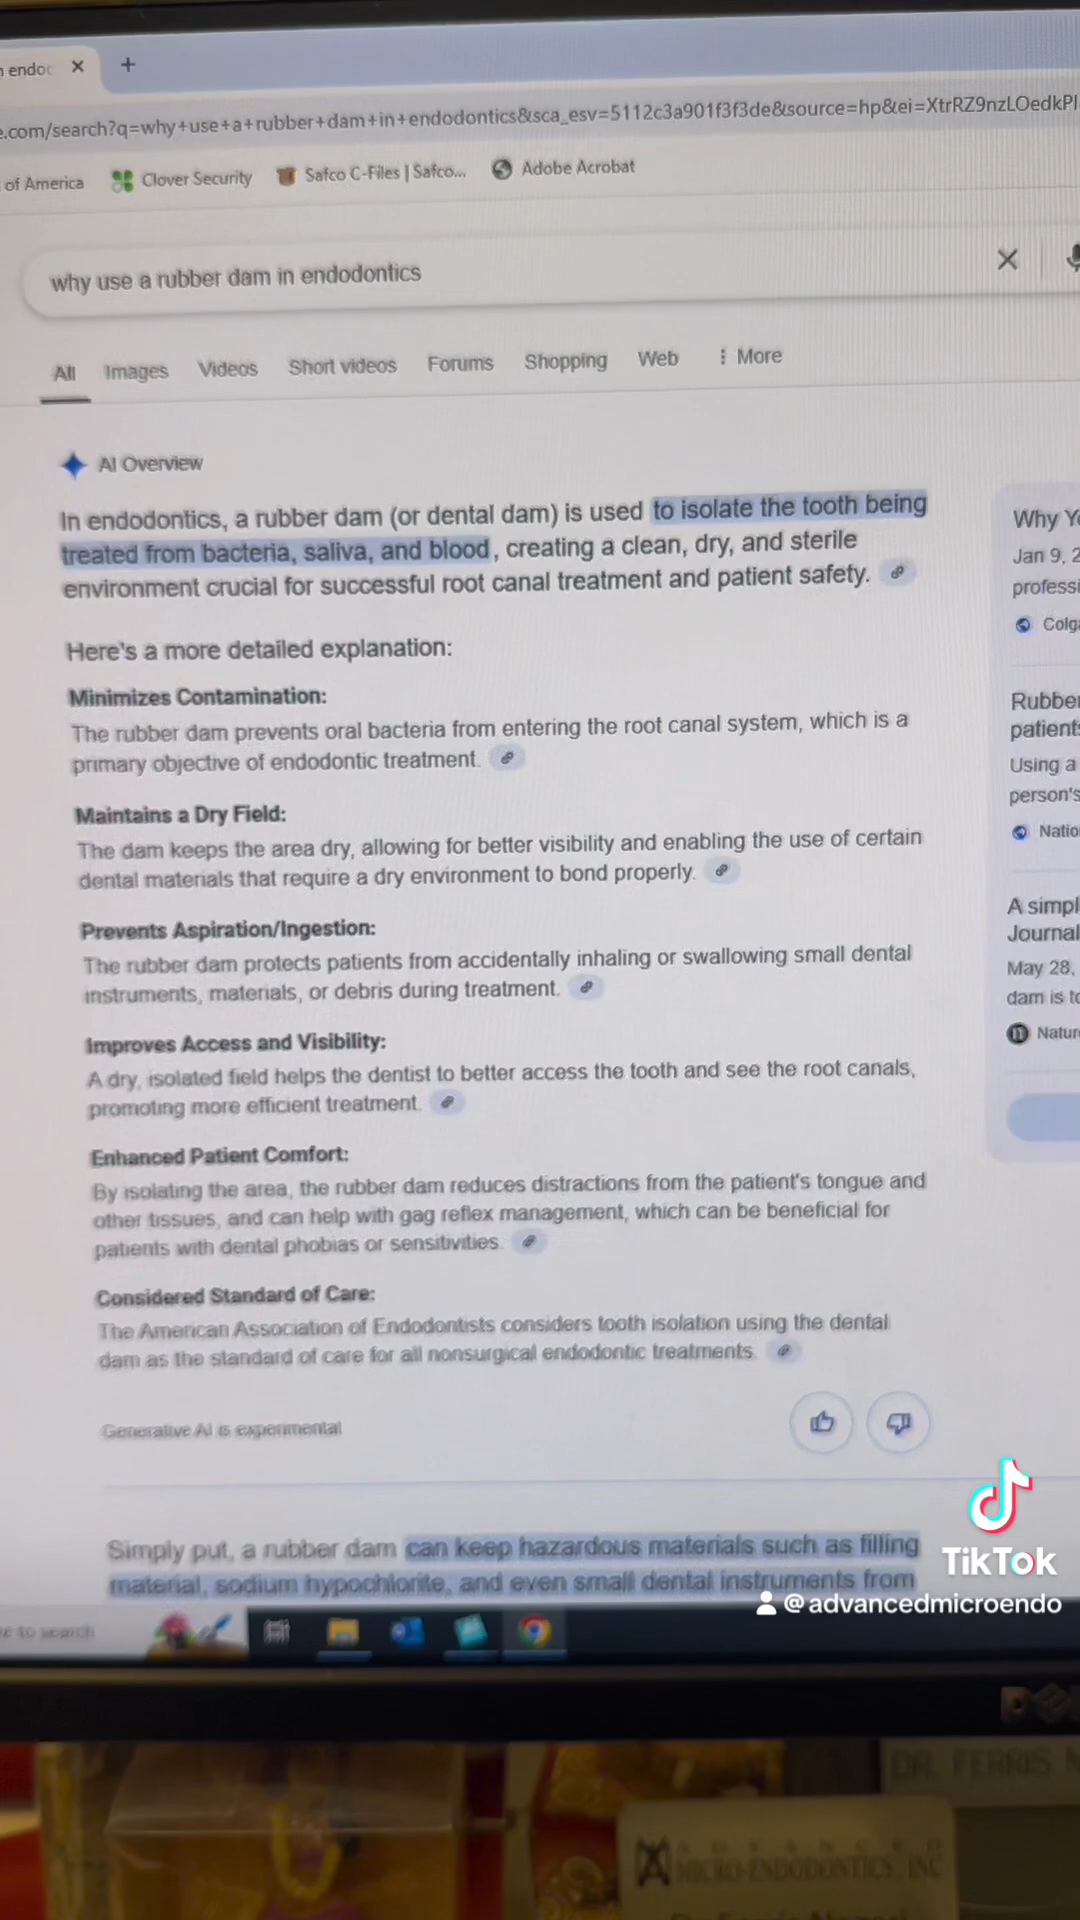 endoc
e.com/search?q=why+use+a+rubber+dam+in+endodontics&sca_esv=5112c3a901f3f3de&source=hp&ei=XtrRZ9nzLOedkPI
of America Clover Security Safco C-Files | Safco... Adobe Acrobat
why use a rubber dam in endodontics
All Images Videos Short videos Forums Shopping Web More
AI Overview
In endodontics, a rubber dam (or dental dam) is used to isolate the tooth being
treated from bacteria, saliva, and blood, creating a clean, dry, and sterile
environment crucial for successful root canal treatment and patient safety.
Here's a more detailed explanation:
Minimizes Contamination:
The rubber dam prevents oral bacteria from entering the root canal system, which is a
primary objective of endodontic treatment.
Maintains a Dry Field:
The dam keeps the area dry, allowing for better visibility and enabling the use of certain
dental materials that require a dry environment to bond properly.
Prevents Aspiration/Ingestion:
The rubber dam protects patients from accidentally inhaling or swallowing small dental
instruments, materials, or debris during treatment.
Improves Access and Visibility:
A dry, isolated field helps the dentist to better access the tooth and see the root canals,
promoting more efficient treatment.
Enhanced Patient Comfort:
By isolating the area, the rubber dam reduces distractions from the patient's tongue and
other tissues, and can help with gag reflex management, which can be beneficial for
patients with dental phobias or sensitivities.
Considered Standard of Care:
The American Association of Endodontists considers tooth isolation using the dental
dam as the standard of care for all nonsurgical endodontic treatments.
Generative AI is experimental
Simply put, a rubber dam can keep hazardous materials such as filling
material, sodium hypochlorite, and even small dental instruments from
Why Y
Jan 9, 2
professi
Colga
Rubber
patient
Using a
person's
Natio
A simpl
Journal
May 28,
dam is to
Natur
to search
TikTok
@advancedmicroendo
DR. FERRIS
ADVANCED
MICRO-ENDODONTICS, INC